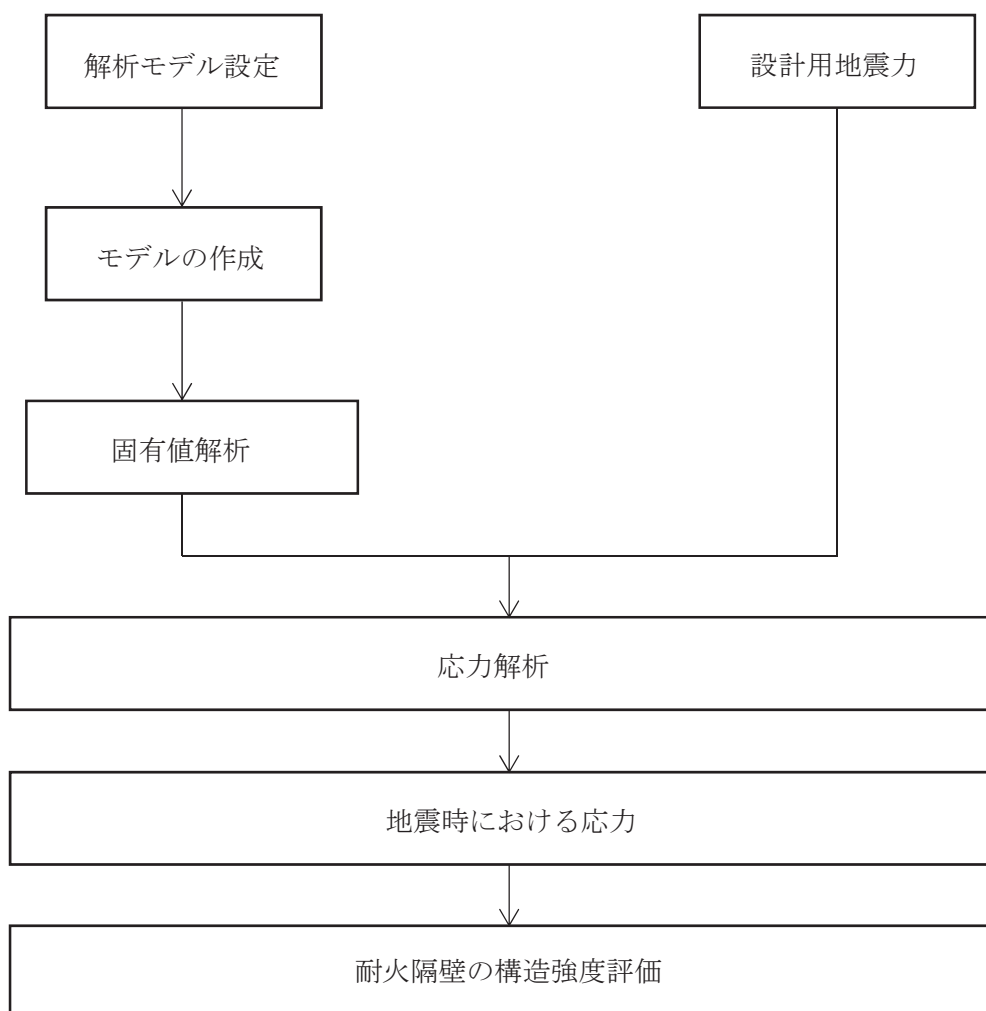 解析モデル設定
設計用地震力
モデルの作成
固有値解析
応力解析
地震時における応力
耐火隔壁の構造強度評価